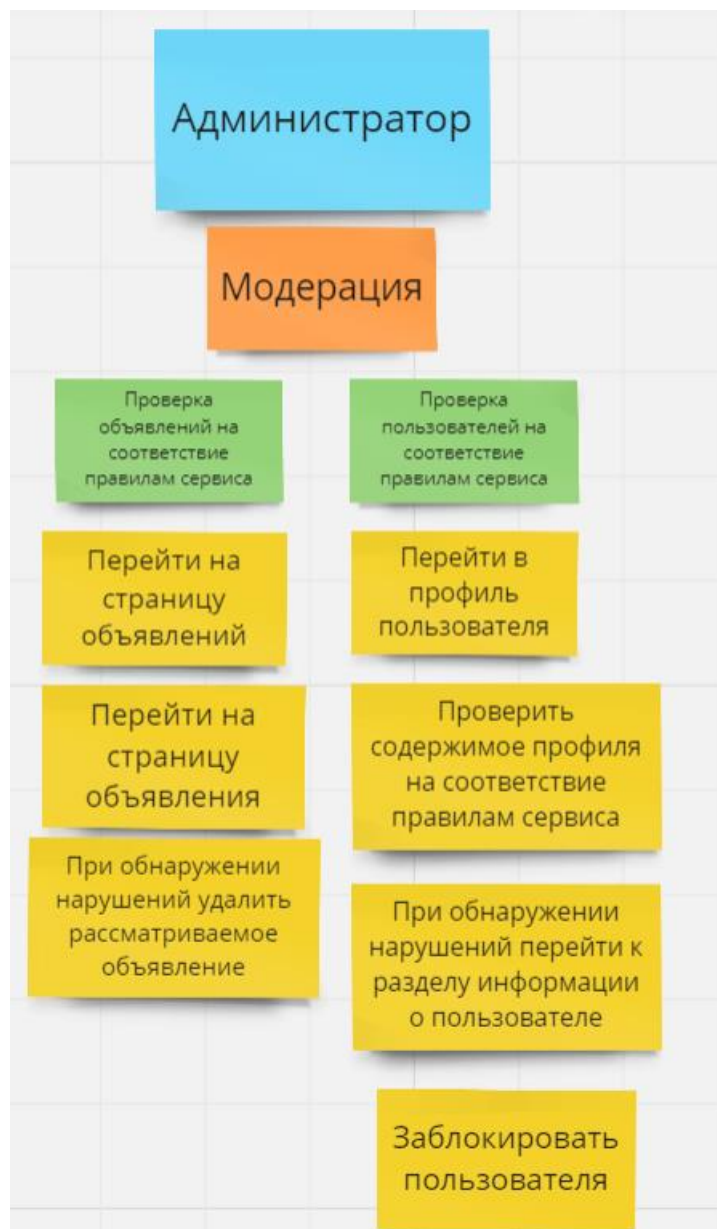 Администратор
Модерация
Проверка
объявлений на
соответствие
правилам сервиса
Проверка
пользователей на
соответствие
правилам сервиса
Перейти на
страницу
объявлений
Перейти в
профиль
пользователя
Перейти на
страницу
объявления
Проверить
содержимое профиля
на соответствие
правилам сервиса
При обнаружении
нарушений удалить
рассматриваемое
объявление
При обнаружении
нарушений перейти к
разделу информации
о пользователе
Заблокировать
пользователя